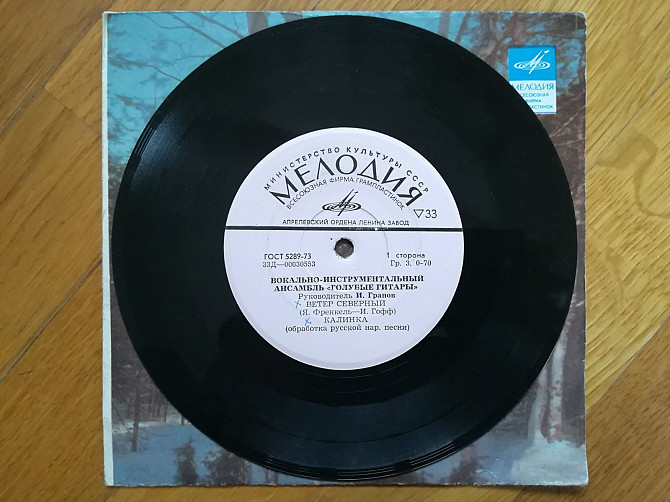 МИНИСТЕРСТВО КУЛЬТУРЫ СССР
МЕЛОДИЯ
ВСЕСОЮЗНАЯ ФИРМА ГРАМПЛАСТИНОК
▽33
АПРЕЛЕВСКИЙ ОРДЕНА ЛЕНИНА ЗАВОД
ГОСТ 5289-73
33Д—00030553
1 сторона
Гр. 3. 0-70
ВОКАЛЬНО-ИНСТРУМЕНТАЛЬНЫЙ
АНСАМБЛЬ «ГОЛУБЫЕ ГИТАРЫ»
Руководитель И. Гранов
ВЕТЕР СЕВЕРНЫЙ
(Я. Френкель—И. Гофф)
КАЛИНКА
(обработка русской нар. песни)
МЕЛОДИЯ
ВСЕСОЮЗНАЯ
ФИРМА